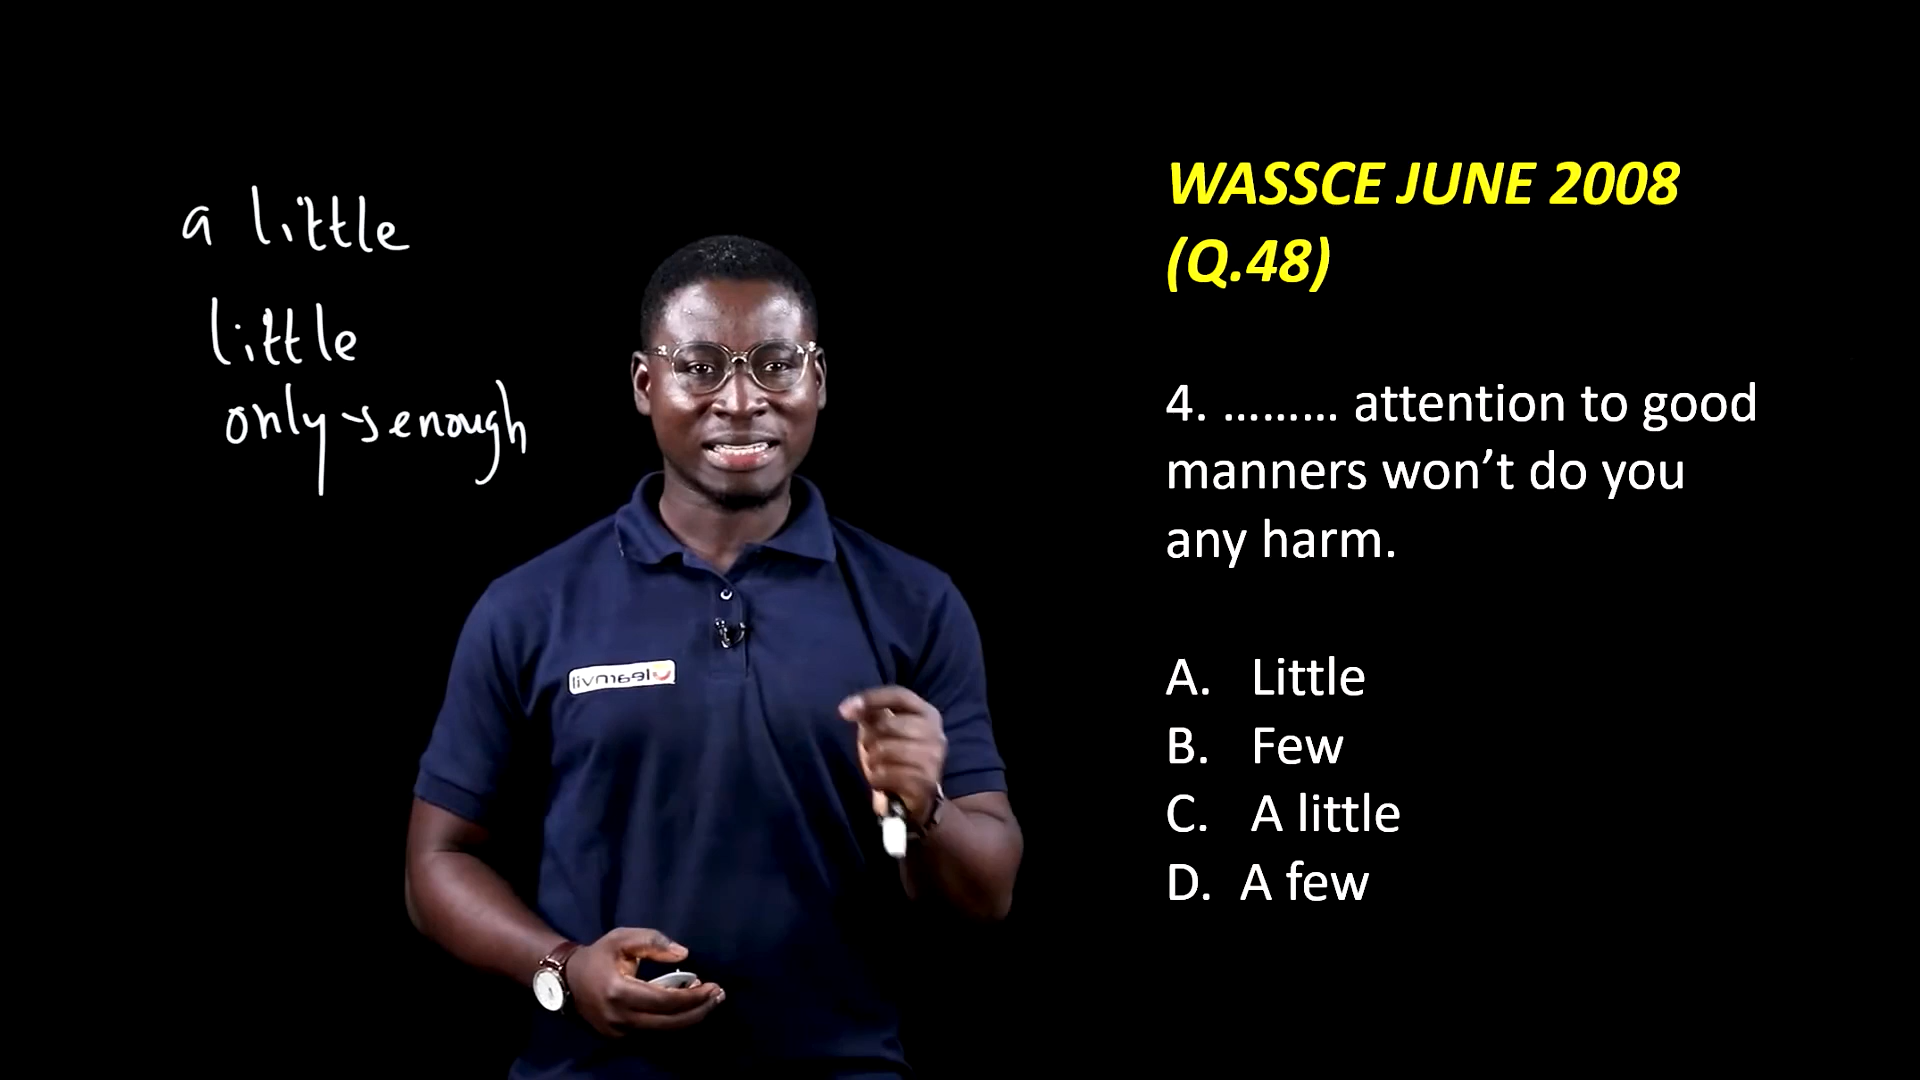 a little
little
only → enough
WASSCE JUNE 2008
(Q.48)
4. ……… attention to good
manners won’t do you
any harm.
A. Little
B. Few
C. A little
D. A few